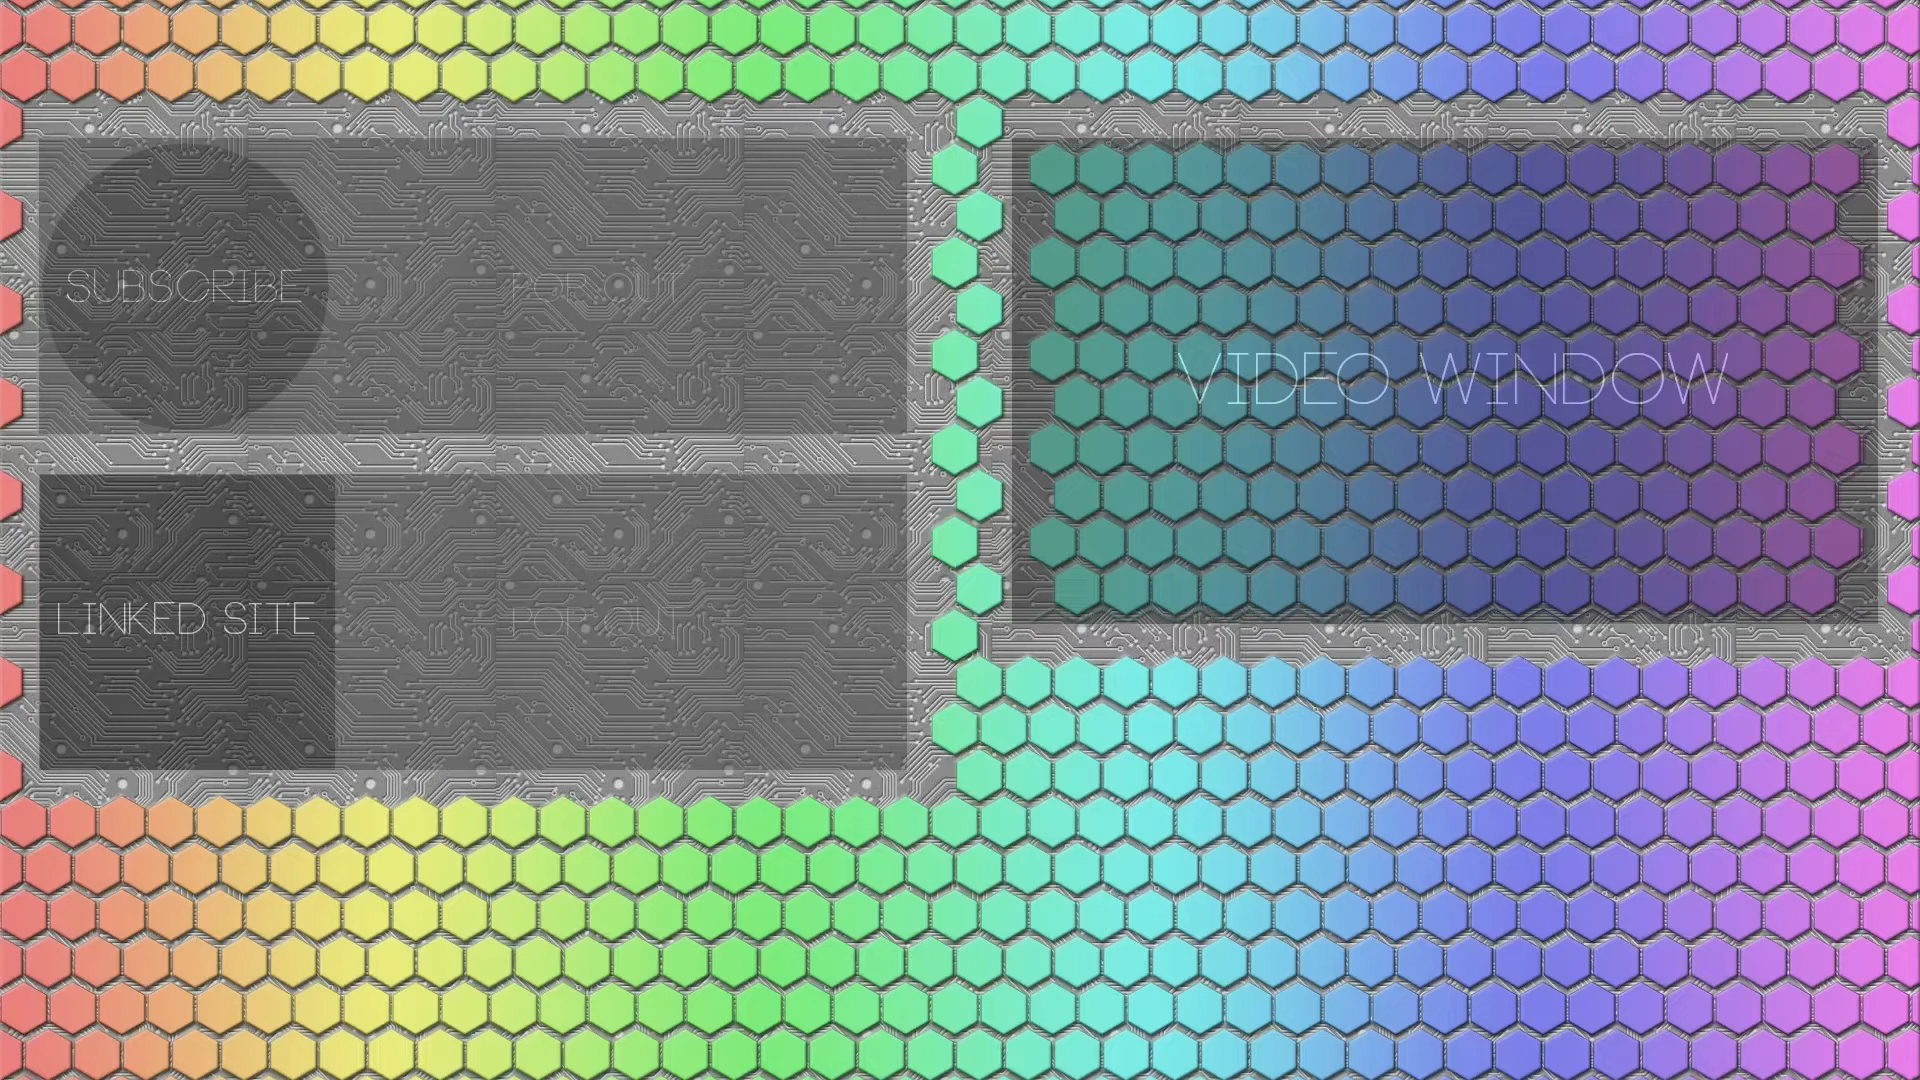 SUBSCRIBE
POP OUT
VIDEO WINDOW
LINKED SITE
POP OUT